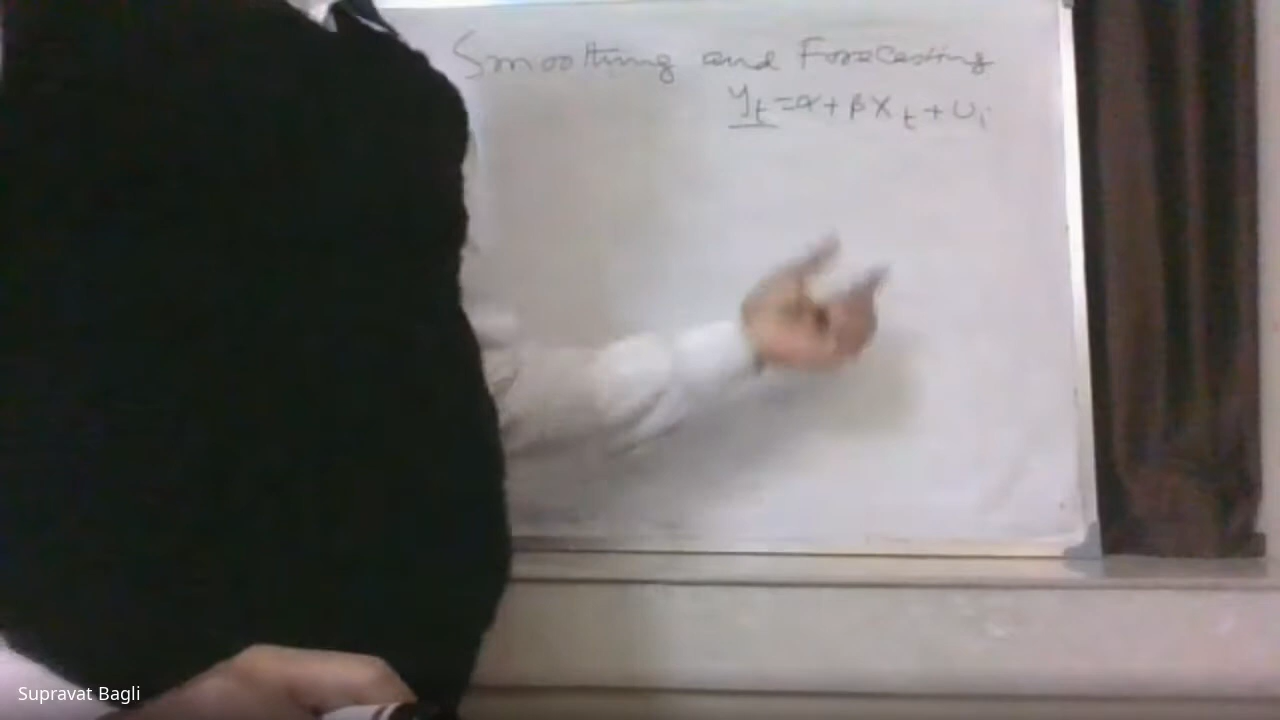 Smoothing and Forecasting
yt = α + βXt + Ui
Supravat Bagli